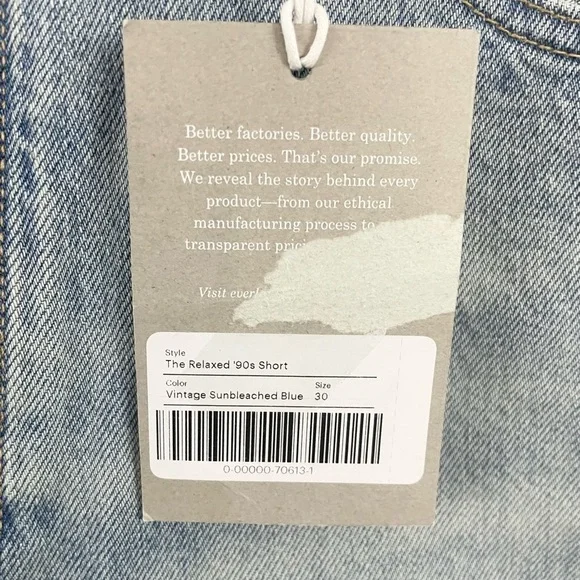 Better factories. Better quality.
Better prices. That's our promise.
We reveal the story behind every
product—from our ethical
manufacturing process to
transparent
Visit
Style
The Relaxed '90s Short
Color Size
Vintage Sunbleached Blue 30
0-00000-70613-1